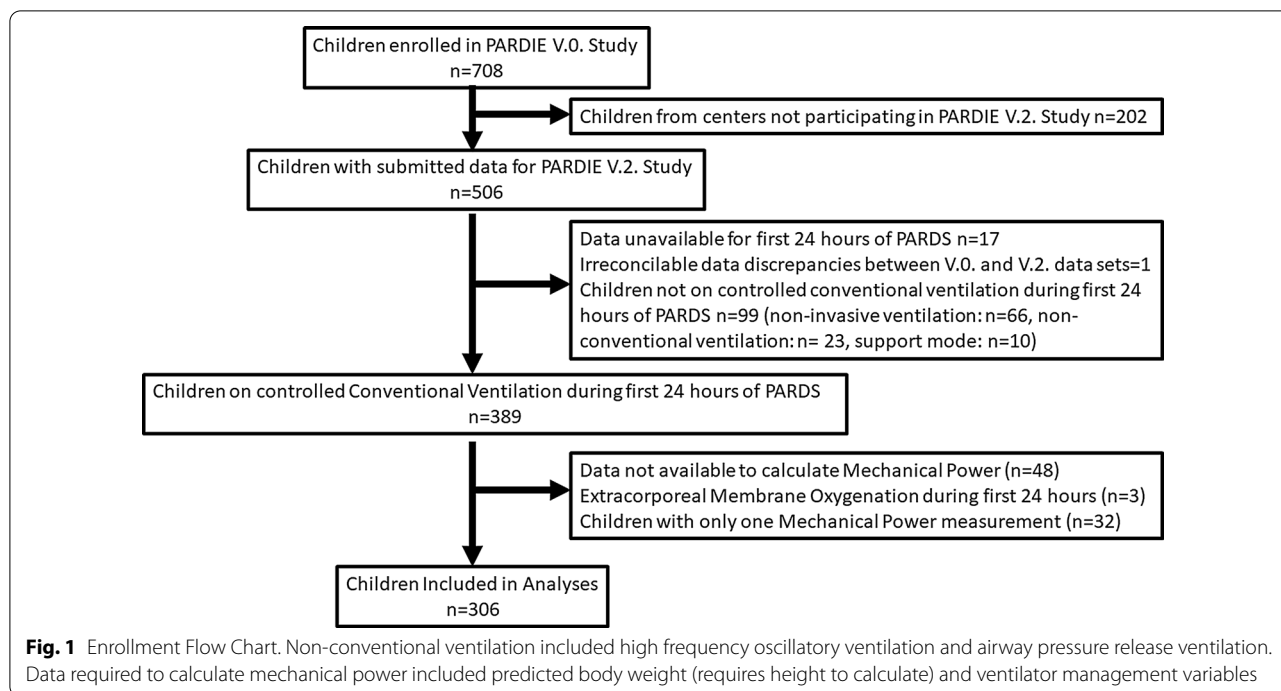 Children enrolled in PARDIE V.0. Study
n=708
Children from centers not participating in PARDIE V.2. Study n=202
Children with submitted data for PARDIE V.2. Study
n=506
Data unavailable for first 24 hours of PARDS n=17
Irreconcilable data discrepancies between V.0. and V.2. data sets=1
Children not on controlled conventional ventilation during first 24
hours of PARDS n=99 (non-invasive ventilation: n=66, non-
conventional ventilation: n= 23, support mode: n=10)
Children on controlled Conventional Ventilation during first 24 hours of PARDS
n=389
Data not available to calculate Mechanical Power (n=48)
Extracorporeal Membrane Oxygenation during first 24 hours (n=3)
Children with only one Mechanical Power measurement (n=32)
Children Included in Analyses
n=306
Fig. 1 Enrollment Flow Chart. Non-conventional ventilation included high frequency oscillatory ventilation and airway pressure release ventilation.
Data required to calculate mechanical power included predicted body weight (requires height to calculate) and ventilator management variables